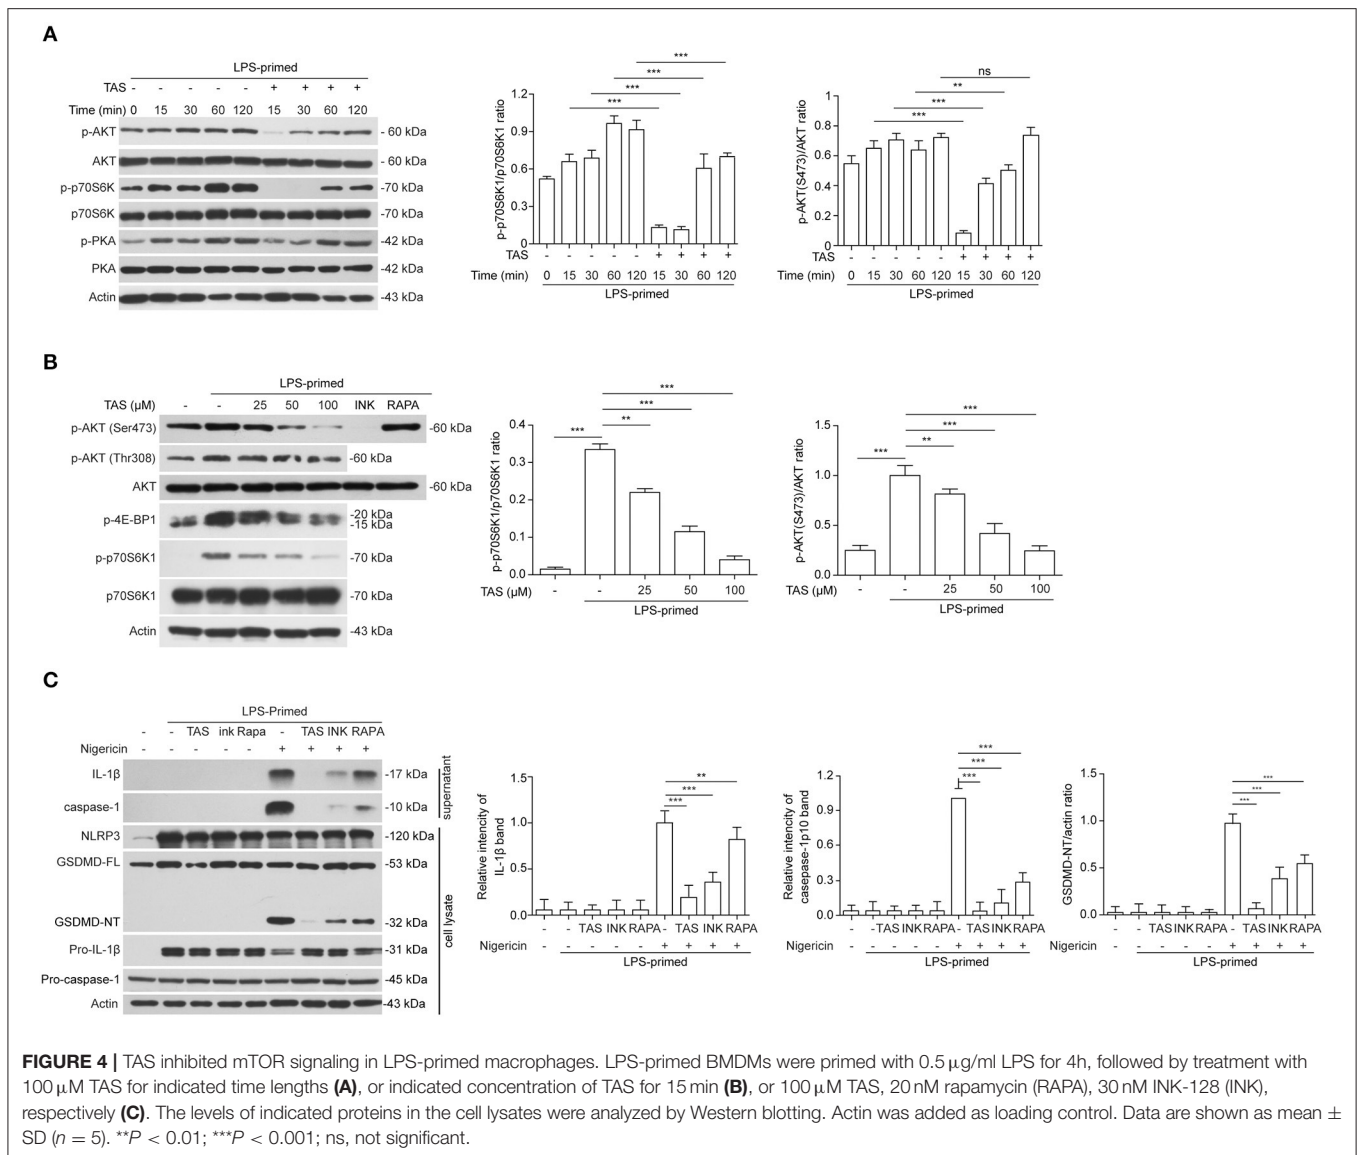 A
LPS-primed
TAS - - - - - + + + +
Time (min) 0 15 30 60 120 15 30 60 120
p-AKT - 60 kDa
AKT - 60 kDa
p-p70S6K -70 kDa
p70S6K -70 kDa
p-PKA -42 kDa
PKA -42 kDa
Actin -43 kDa
p-p70S6K1/p70S6K1 ratio
1.2
0.9
0.6
0.3
0
***
***
***
***
TAS - - - - - + + + +
Time (min) 0 15 30 60 120 15 30 60 120
LPS-primed
p-AKT(S473)/AKT ratio
1
0.8
0.6
0.4
0.2
0
ns
**
***
***
TAS - - - - - + + + +
Time (min) 0 15 30 60 120 15 30 60 120
LPS-primed
B
LPS-primed
TAS (μM) - - 25 50 100 INK RAPA
p-AKT (Ser473) -60 kDa
p-AKT (Thr308) -60 kDa
AKT -60 kDa
p-4E-BP1 -20 kDa
-15 kDa
p-p70S6K1 -70 kDa
p70S6K1 -70 kDa
Actin -43 kDa
p-p70S6K1/p70S6K1 ratio
0.4
0.3
0.2
0.1
0.0
***
***
**
***
TAS (μM) - - 25 50 100
LPS-primed
p-AKT(S473)/AKT ratio
1.5
1.0
0.5
0.0
***
***
**
***
TAS (μM) - - 25 50 100
LPS-primed
C
LPS-Primed
- - TAS ink Rapa - TAS INK RAPA
Nigericin - - - - - + + + +
IL-1β -17 kDa
caspase-1 -10 kDa
supernatant
NLRP3 -120 kDa
GSDMD-FL -53 kDa
GSDMD-NT -32 kDa
Pro-IL-1β -31 kDa
Pro-caspase-1 -45 kDa
Actin -43 kDa
cell lysate
Relative intencity of
IL-1β band
1.5
1.0
0.5
0.0
**
***
***
- - TAS INK RAPA - TAS INK RAPA
Nigericin - - - - - + + + +
LPS-primed
Relative intencity of
casepase-1p10 band
1.2
0.9
0.6
0.3
0.0
***
***
***
- -TAS INK RAPA - TAS INK RAPA
Nigericin - - - - - + + + +
LPS-primed
GSDMD-NT/actin ratio
1.5
1.0
0.5
0.0
***
***
***
- - TAS INK RAPA - TAS INK RAPA
Nigericin - - - - - + + + +
LPS-primed
FIGURE 4 | TAS inhibited mTOR signaling in LPS-primed macrophages. LPS-primed BMDMs were primed with 0.5 μg/ml LPS for 4h, followed by treatment with
100 μM TAS for indicated time lengths (A), or indicated concentration of TAS for 15 min (B), or 100 μM TAS, 20 nM rapamycin (RAPA), 30 nM INK-128 (INK),
respectively (C). The levels of indicated proteins in the cell lysates were analyzed by Western blotting. Actin was added as loading control. Data are shown as mean ±
SD (n = 5). **P < 0.01; ***P < 0.001; ns, not significant.